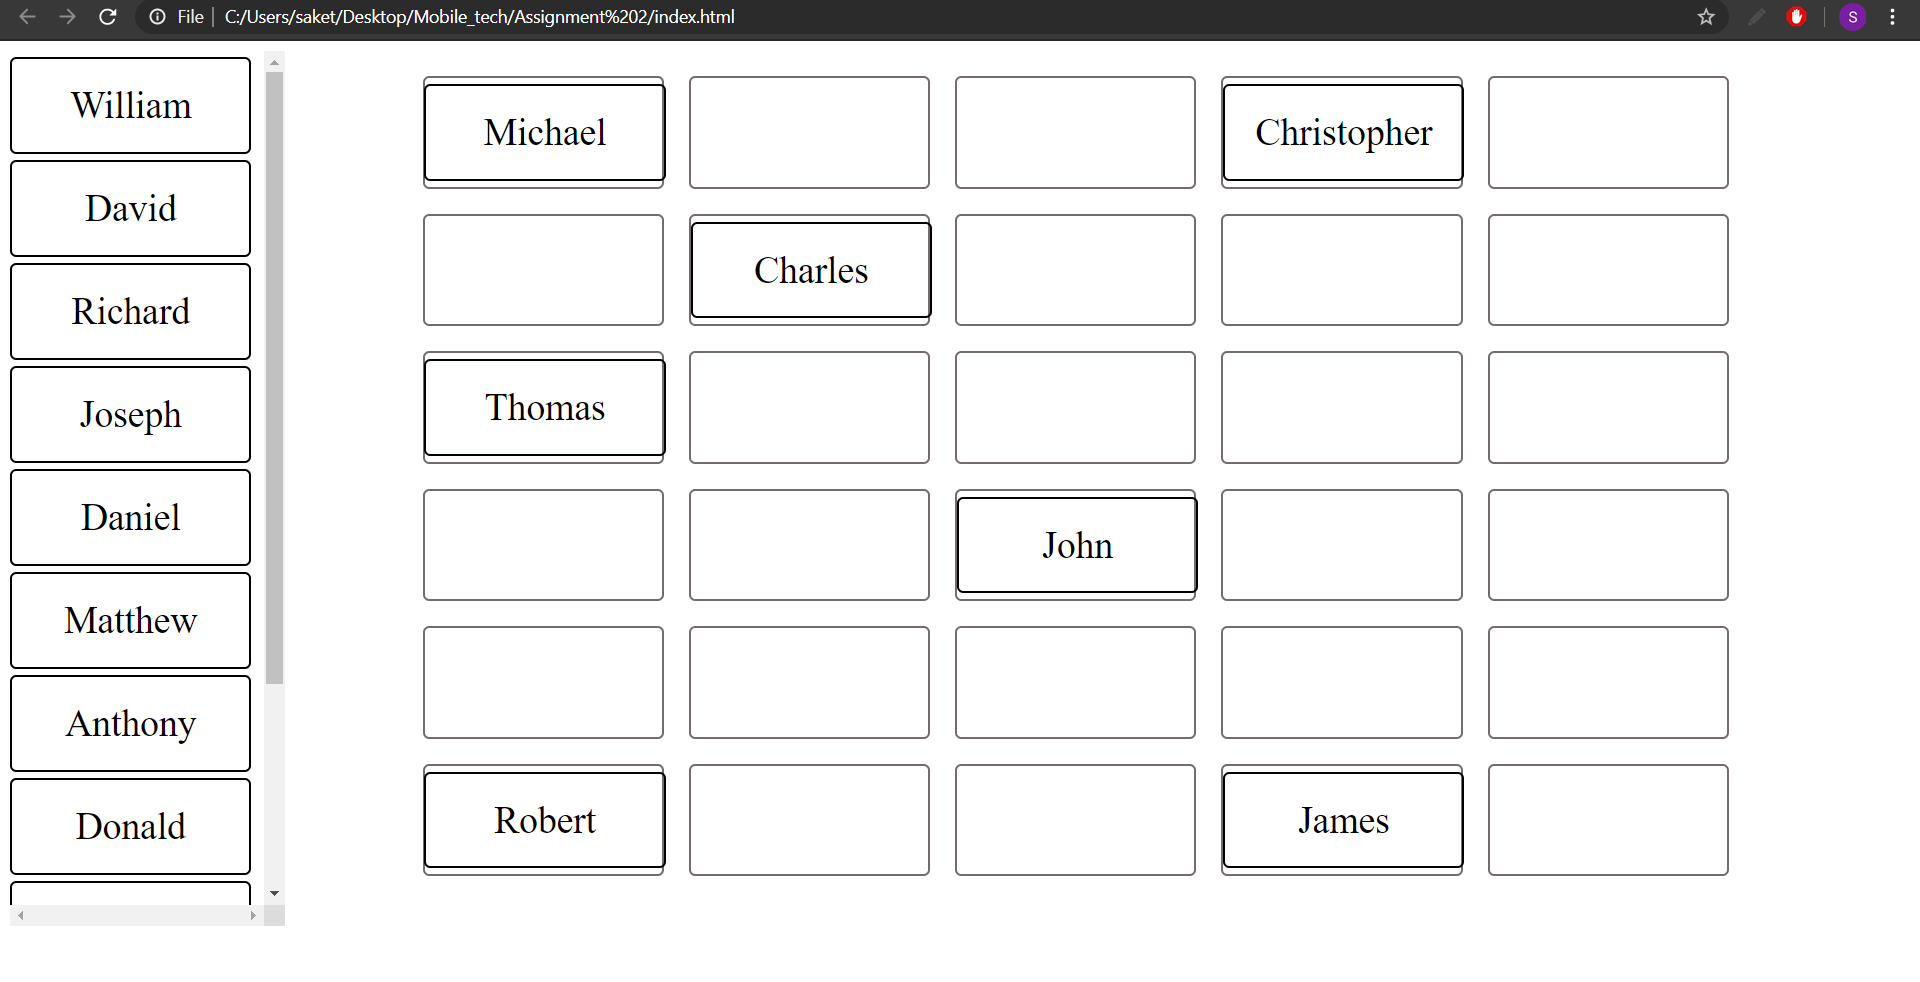 File C:/Users/saket/Desktop/Mobile_tech/Assignment%202/index.html S
William
David
Richard
Joseph
Daniel
Matthew
Anthony
Donald
Michael Christopher
Charles
Thomas
John
Robert James